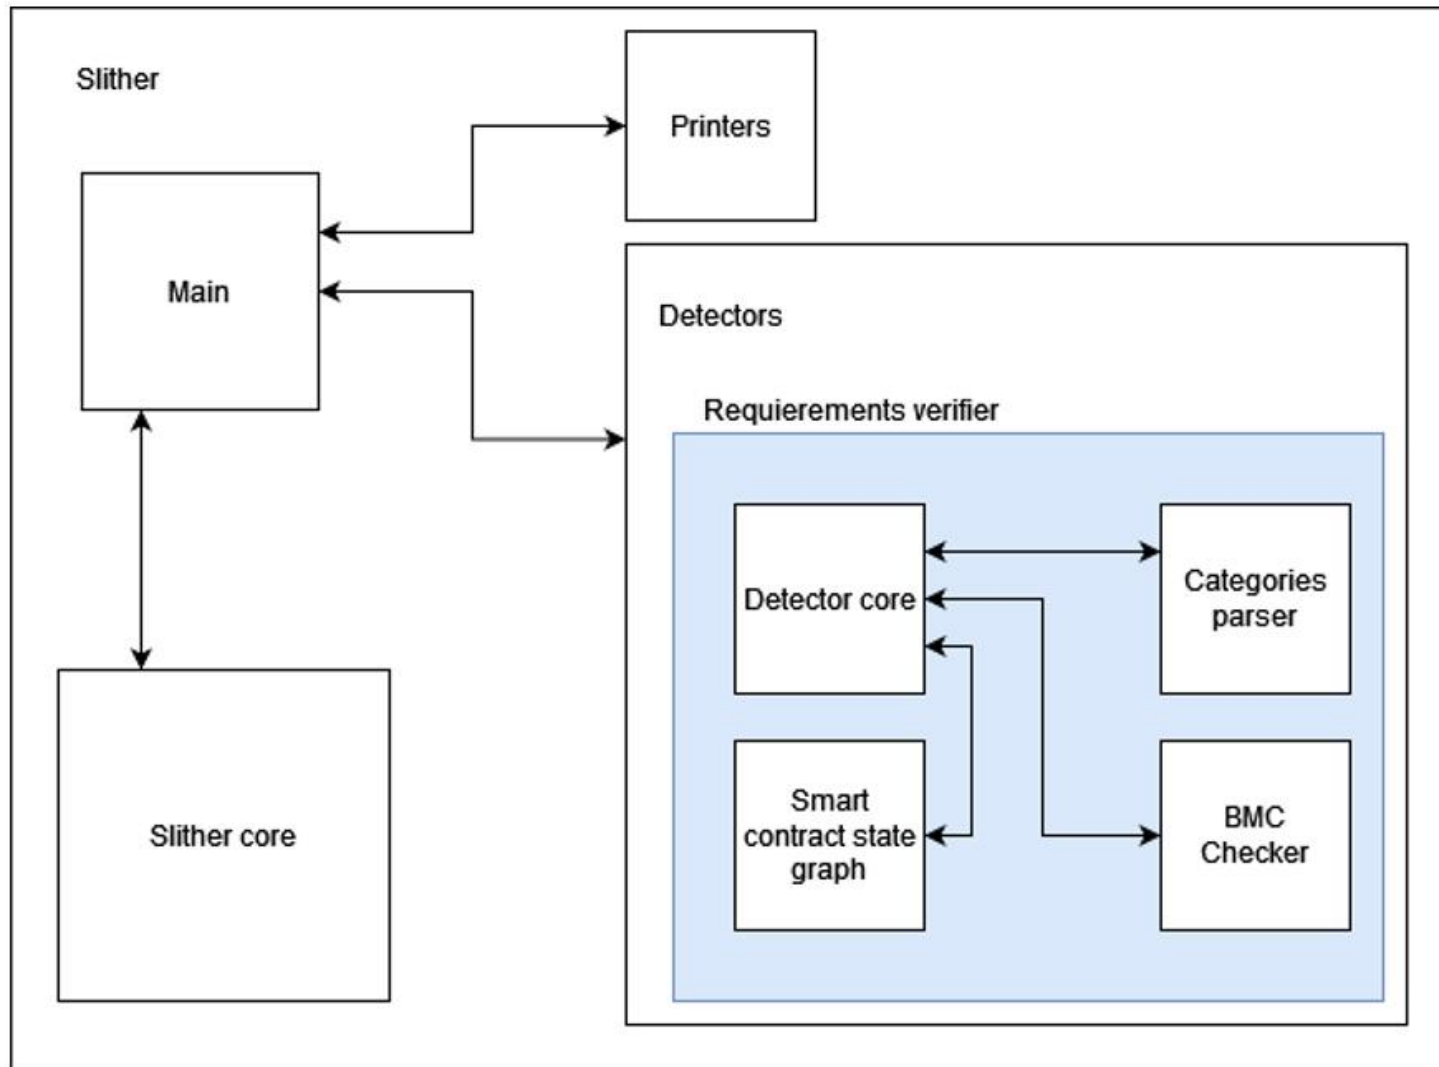 Slither
Printers
Main
Detectors
Requierements verifier
Detector core
Categories
parser
Smart
contract state
graph
BMC
Checker
Slither core